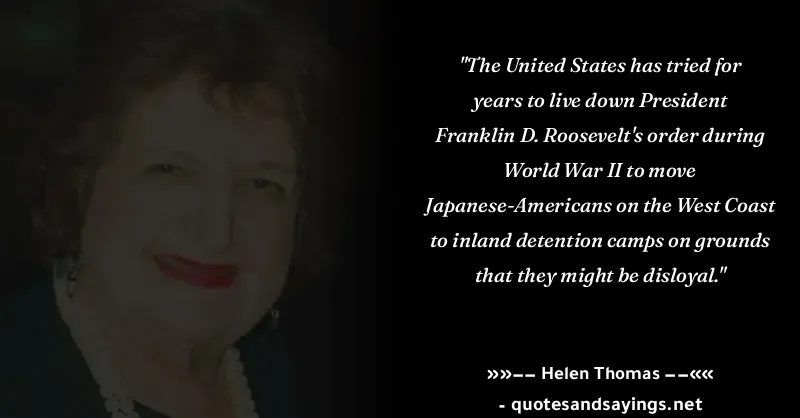 "The United States has tried for
years to live down President
Franklin D. Roosevelt's order during
World War II to move
Japanese-Americans on the West Coast
to inland detention camps on grounds
that they might be disloyal."
»»−− Helen Thomas −−««
- quotesandsayings.net